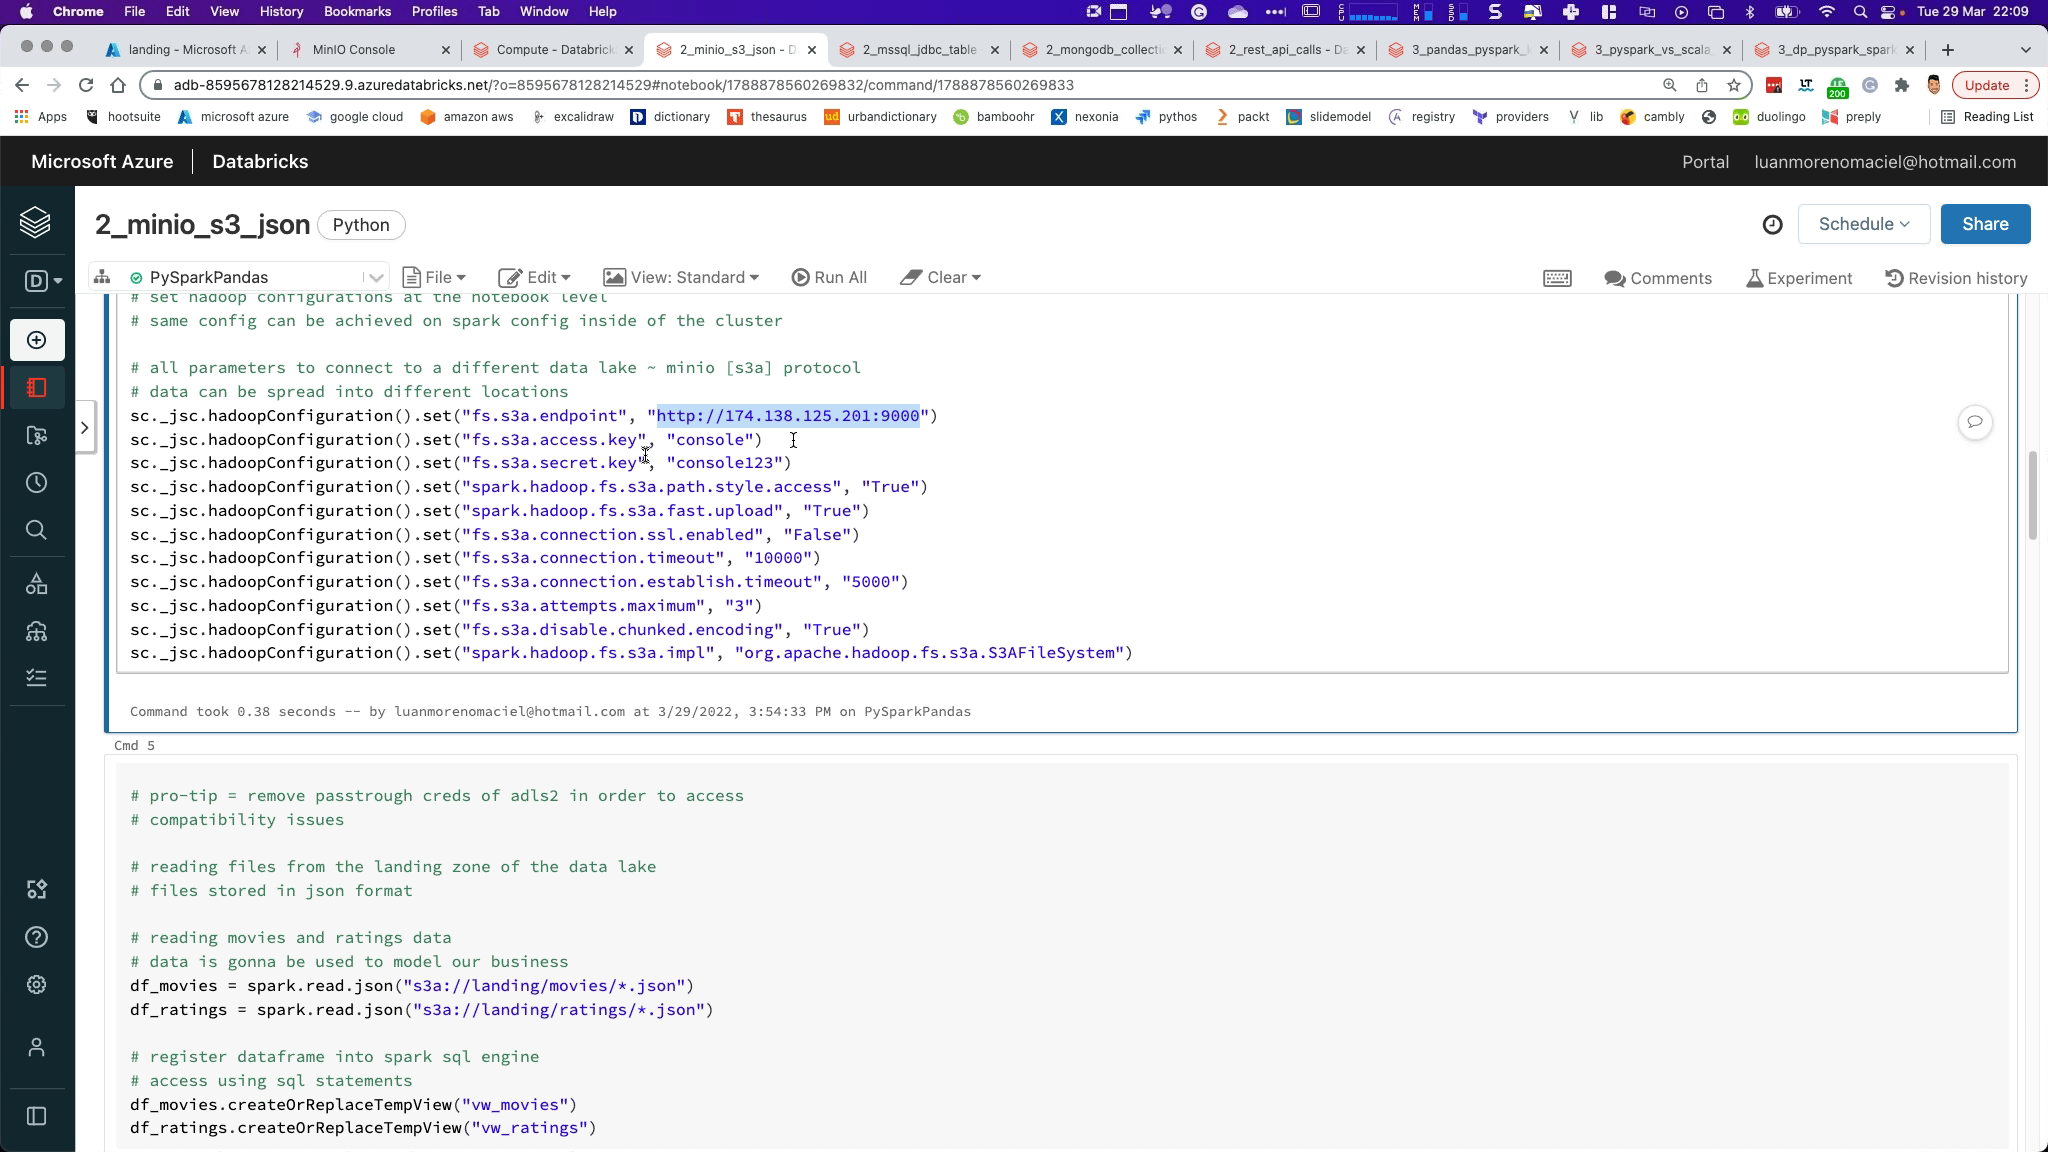 Chrome File Edit View History Bookmarks Profiles Tab Window Help Tue 29 Mar 22:09
landing - Microsoft A MinIO Console Compute - Databrick 2_minio_s3_json - D 2_mssql_jdbc_table - 2_mongodb_collecti 2_rest_api_calls - Da 3_pandas_pyspark_k 3_pyspark_vs_scala_ 3_dp_pyspark_spark
adb-8595678128214529.9.azuredatabricks.net/?o=8595678128214529#notebook/1788878560269832/command/1788878560269833 200 Update
Apps hootsuite microsoft azure google cloud amazon aws excalidraw dictionary thesaurus urbandictionary bamboohr nexonia pythos packt slidemodel registry providers lib cambly duolingo preply Reading List
Microsoft Azure Databricks Portal luanmorenomaciel@hotmail.com
2_minio_s3_json Python Schedule Share
D PySparkPandas File Edit View: Standard Run All Clear Comments Experiment Revision history
# set hadoop configurations at the notebook level
# same config can be achieved on spark config inside of the cluster
# all parameters to connect to a different data lake ~ minio [s3a] protocol
# data can be spread into different locations
sc._jsc.hadoopConfiguration().set("fs.s3a.endpoint", "http://174.138.125.201:9000")
sc._jsc.hadoopConfiguration().set("fs.s3a.access.key", "console")
sc._jsc.hadoopConfiguration().set("fs.s3a.secret.key", "console123")
sc._jsc.hadoopConfiguration().set("spark.hadoop.fs.s3a.path.style.access", "True")
sc._jsc.hadoopConfiguration().set("spark.hadoop.fs.s3a.fast.upload", "True")
sc._jsc.hadoopConfiguration().set("fs.s3a.connection.ssl.enabled", "False")
sc._jsc.hadoopConfiguration().set("fs.s3a.connection.timeout", "10000")
sc._jsc.hadoopConfiguration().set("fs.s3a.connection.establish.timeout", "5000")
sc._jsc.hadoopConfiguration().set("fs.s3a.attempts.maximum", "3")
sc._jsc.hadoopConfiguration().set("fs.s3a.disable.chunked.encoding", "True")
sc._jsc.hadoopConfiguration().set("spark.hadoop.fs.s3a.impl", "org.apache.hadoop.fs.s3a.S3AFileSystem")
Command took 0.38 seconds -- by luanmorenomaciel@hotmail.com at 3/29/2022, 3:54:33 PM on PySparkPandas
Cmd 5
# pro-tip = remove passtrough creds of adls2 in order to access
# compatibility issues
# reading files from the landing zone of the data lake
# files stored in json format
# reading movies and ratings data
# data is gonna be used to model our business
df_movies = spark.read.json("s3a://landing/movies/*.json")
df_ratings = spark.read.json("s3a://landing/ratings/*.json")
# register dataframe into spark sql engine
# access using sql statements
df_movies.createOrReplaceTempView("vw_movies")
df_ratings.createOrReplaceTempView("vw_ratings")